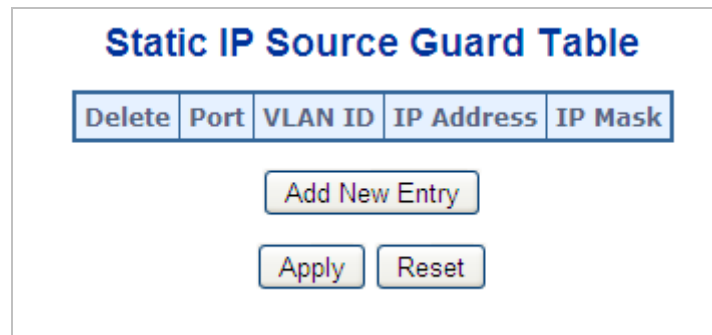 Static IP Source Guard Table
Delete Port VLAN ID IP Address IP Mask
Add New Entry
Apply Reset